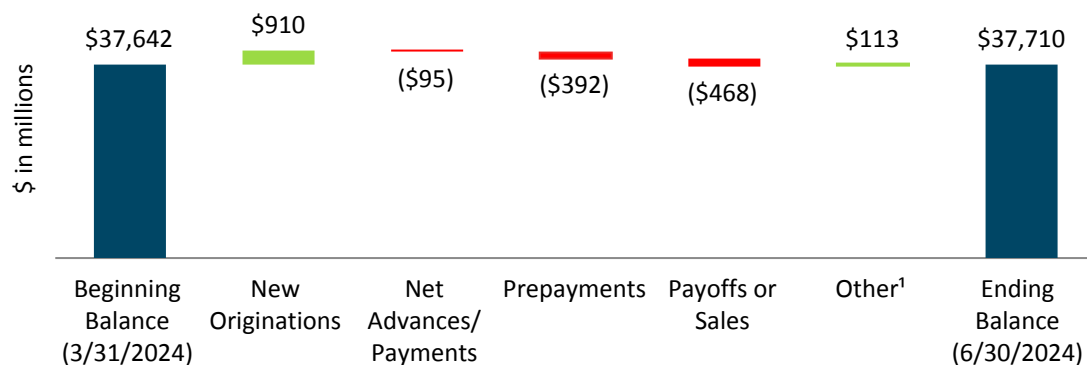 $37,642
$910
($95)
($392)
($468)
$113
$37,710
$ in millions
Beginning
Balance
(3/31/2024)
New
Originations
Net
Advances/
Payments
Prepayments
Payoffs or
Sales
Other¹
Ending
Balance
(6/30/2024)